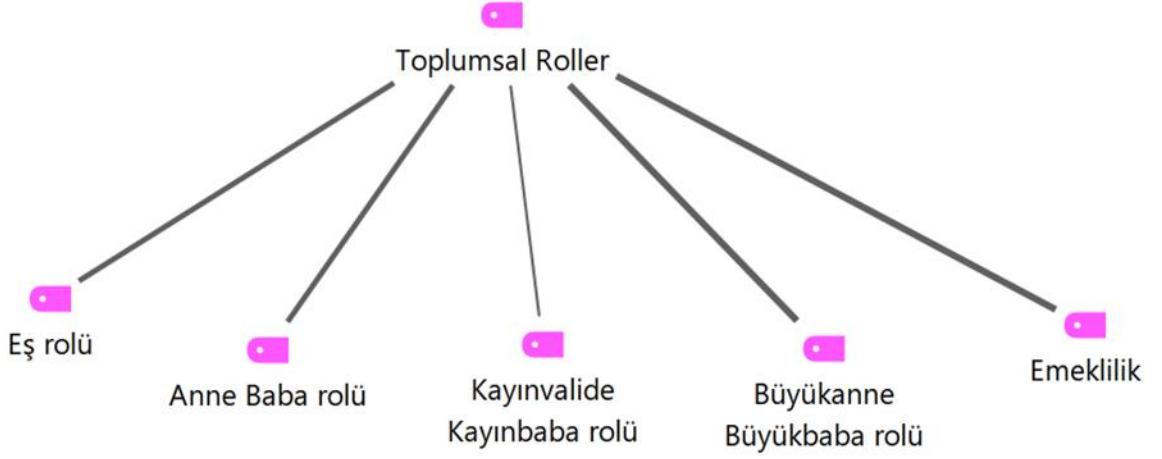 Toplumsal Roller
Eş rolü
Anne Baba rolü
Kayınvalide
Kayınbaba rolü
Büyükanne
Büyükbaba rolü
Emeklilik